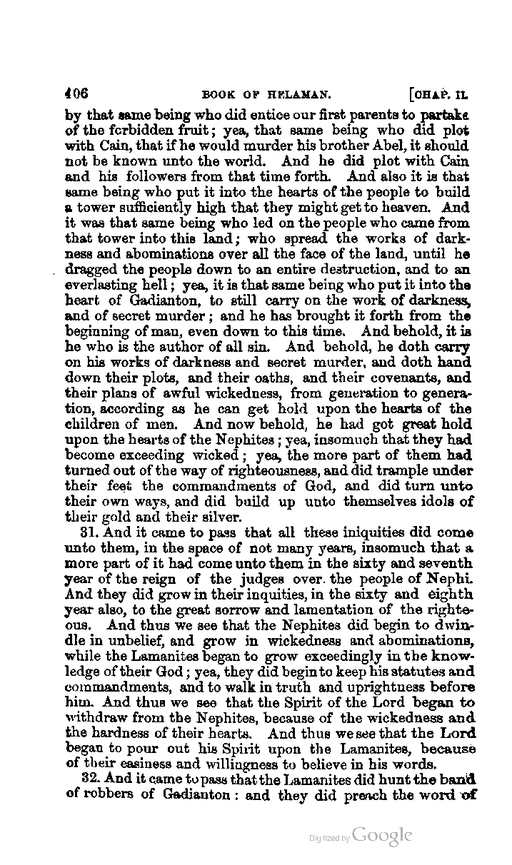 406 BOOK OF HELAMAN. [CHAP. II.
by that same being who did entice our first parents to partake
of the forbidden fruit; yea, that same being who did plot
with Cain, that if he would murder his brother Abel, it should
not be known unto the world. And he did plot with Cain
and his followers from that time forth. And also it is that
same being who put it into the hearts of the people to build
a tower sufficiently high that they might get to heaven. And
it was that same being who led on the people who came from
that tower into this land; who spread the works of dark-
ness and abominations over all the face of the land, until he
dragged the people down to an entire destruction, and to an
everlasting hell; yea, it is that same being who put it into the
heart of Gadianton, to still carry on the work of darkness,
and of secret murder; and he has brought it forth from the
beginning of man, even down to this time. And behold, it is
he who is the author of all sin. And behold, he doth carry
on his works of darkness and secret murder, and doth hand
down their plots, and their oaths, and their covenants, and
their plans of awful wickedness, from generation to genera-
tion, according as he can get hold upon the hearts of the
children of men. And now behold, he had got great hold
upon the hearts of the Nephites; yea, insomuch that they had
become exceeding wicked; yea, the more part of them had
turned out of the way of righteousness, and did trample under
their feet the commandments of God, and did turn unto
their own ways, and did build up unto themselves idols of
their gold and their silver.
31. And it came to pass that all these iniquities did come
unto them, in the space of not many years, insomuch that a
more part of it had come unto them in the sixty and seventh
year of the reign of the judges over. the people of Nephi.
And they did grow in their inquities, in the sixty and eighth
year also, to the great sorrow and lamentation of the righte-
ous. And thus we see that the Nephites did begin to dwin-
dle in unbelief, and grow in wickedness and abominations,
while the Lamanites began to grow exceedingly in the know-
ledge of their God; yea, they did begin to keep his statutes and
commandments, and to walk in truth and uprightness before
him. And thus we see that the Spirit of the Lord began to
withdraw from the Nephites, because of the wickedness and
the hardness of their hearts. And thus we see that the Lord
began to pour out his Spirit upon the Lamanites, because
of their easiness and willingness to believe in his words.
32. And it came to pass that the Lamanites did hunt the band
of robbers of Gadianton: and they did preach the word of
Digitized by Google